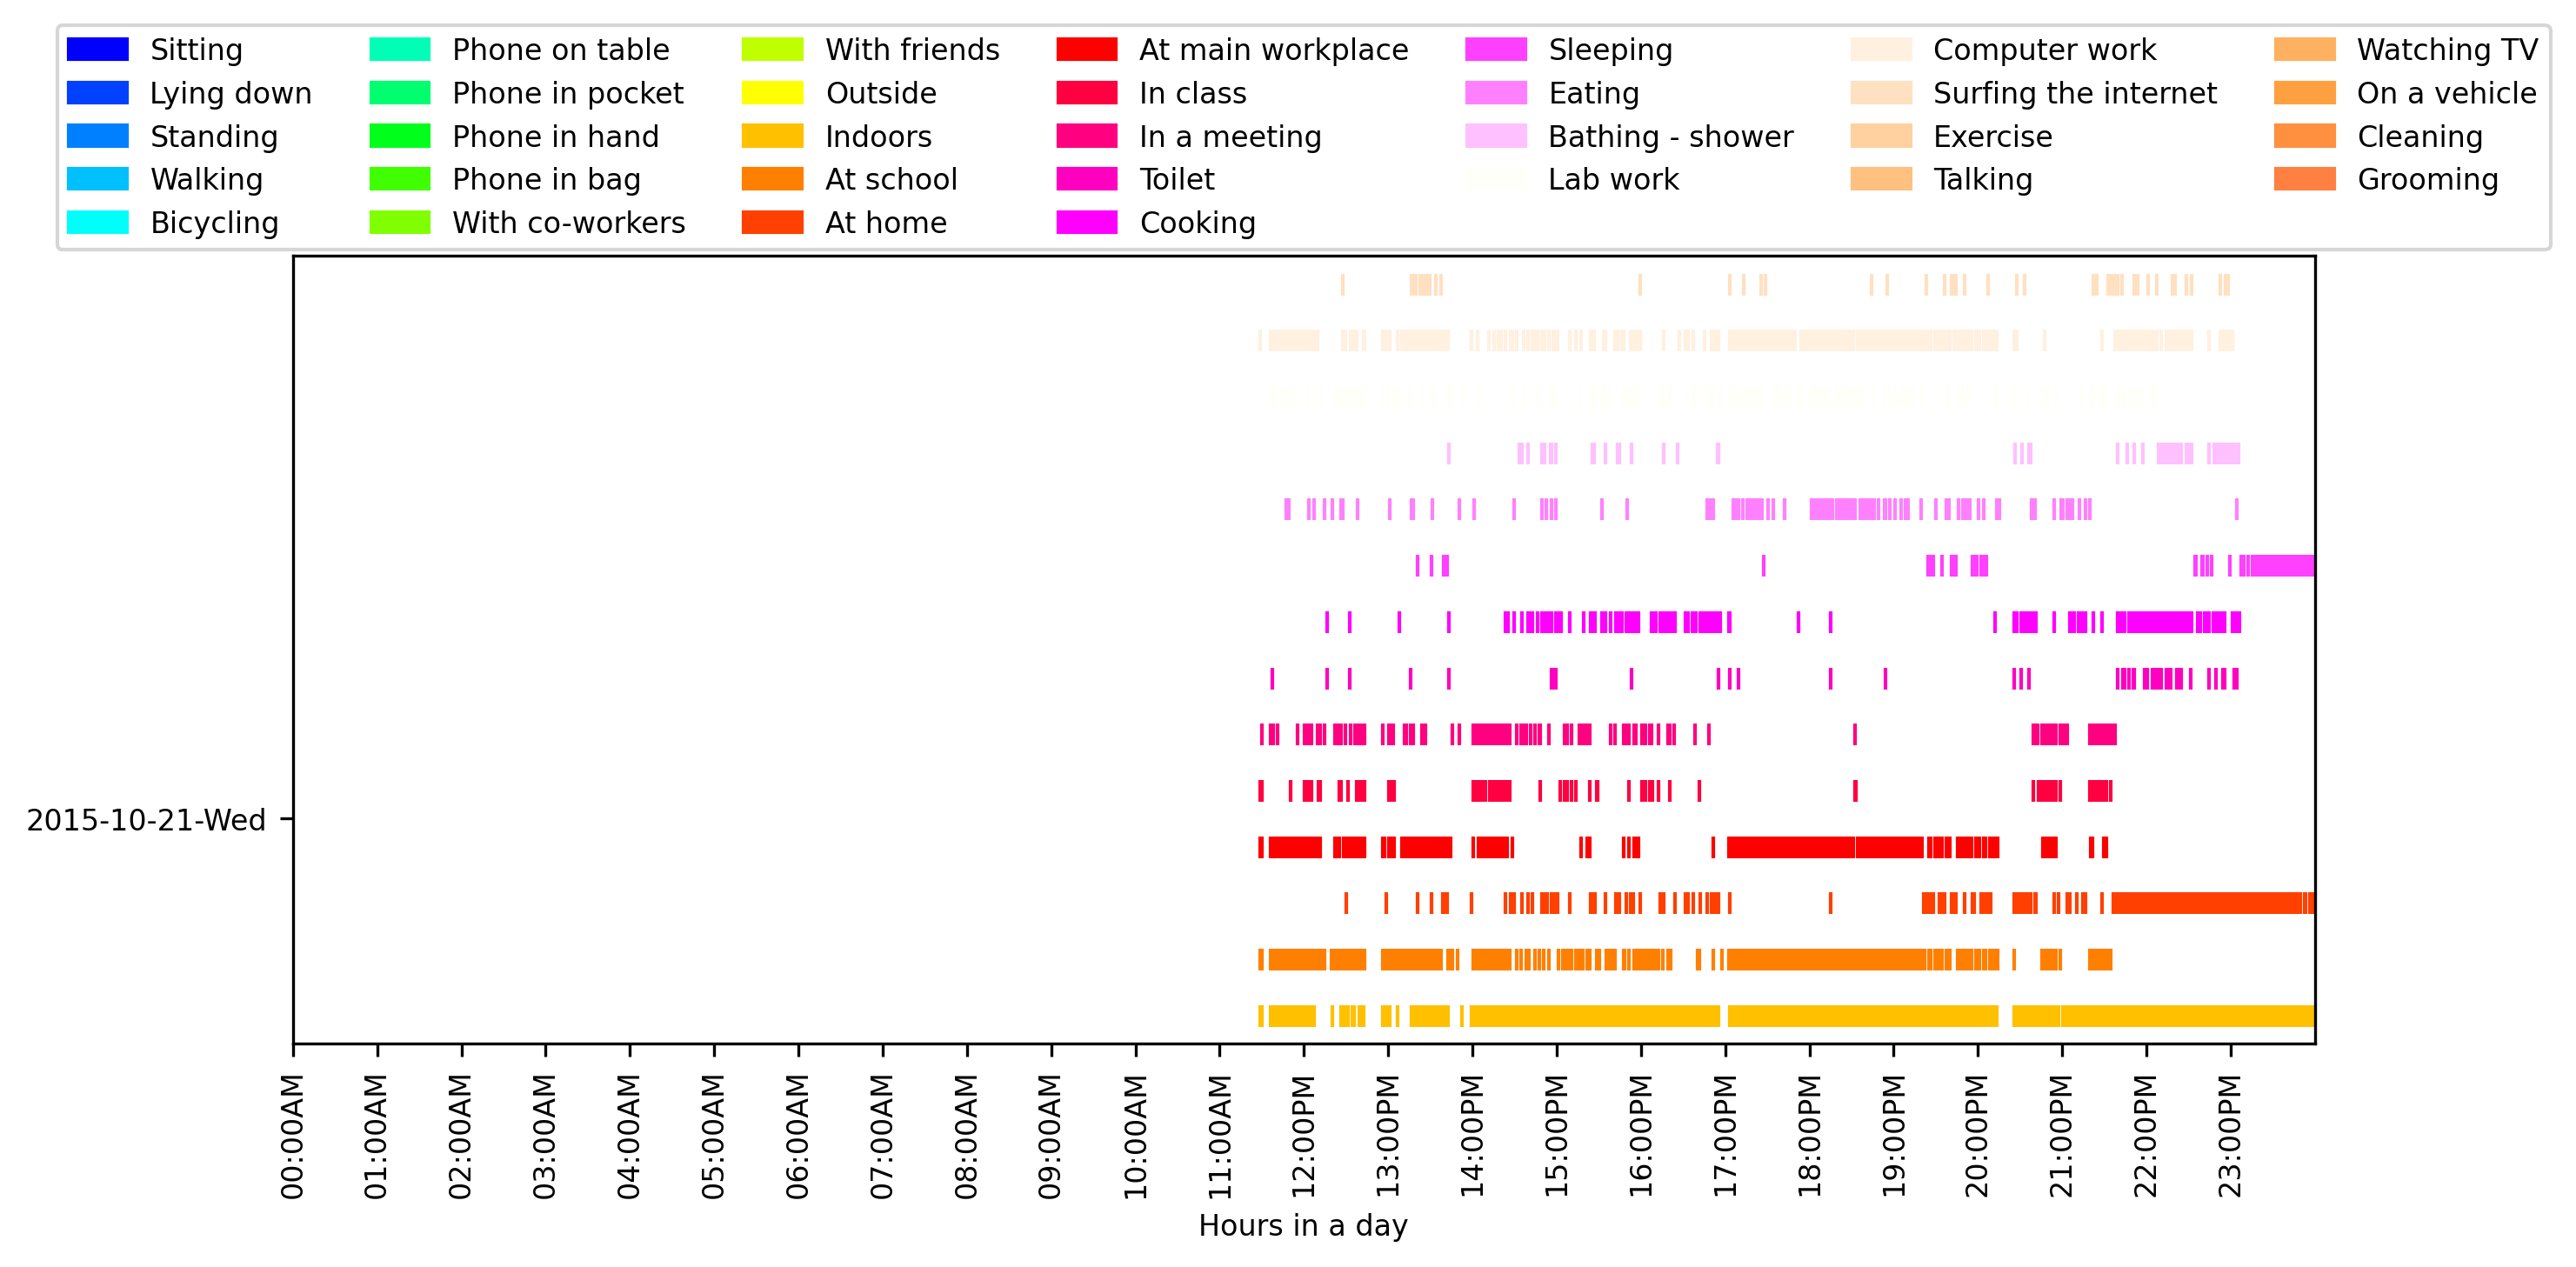 Sitting Phone on table With friends At main workplace Sleeping Computer work Watching TV
Lying down Phone in pocket Outside In class Eating Surfing the internet On a vehicle
Standing Phone in hand Indoors In a meeting Bathing - shower Exercise Cleaning
Walking Phone in bag At school Toilet Lab work Talking Grooming
Bicycling With co-workers At home Cooking
2015-10-21-Wed
00:00AM
01:00AM
02:00AM
03:00AM
04:00AM
05:00AM
06:00AM
07:00AM
08:00AM
09:00AM
10:00AM
11:00AM
12:00PM
13:00PM
14:00PM
15:00PM
16:00PM
17:00PM
18:00PM
19:00PM
20:00PM
21:00PM
22:00PM
23:00PM
Hours in a day